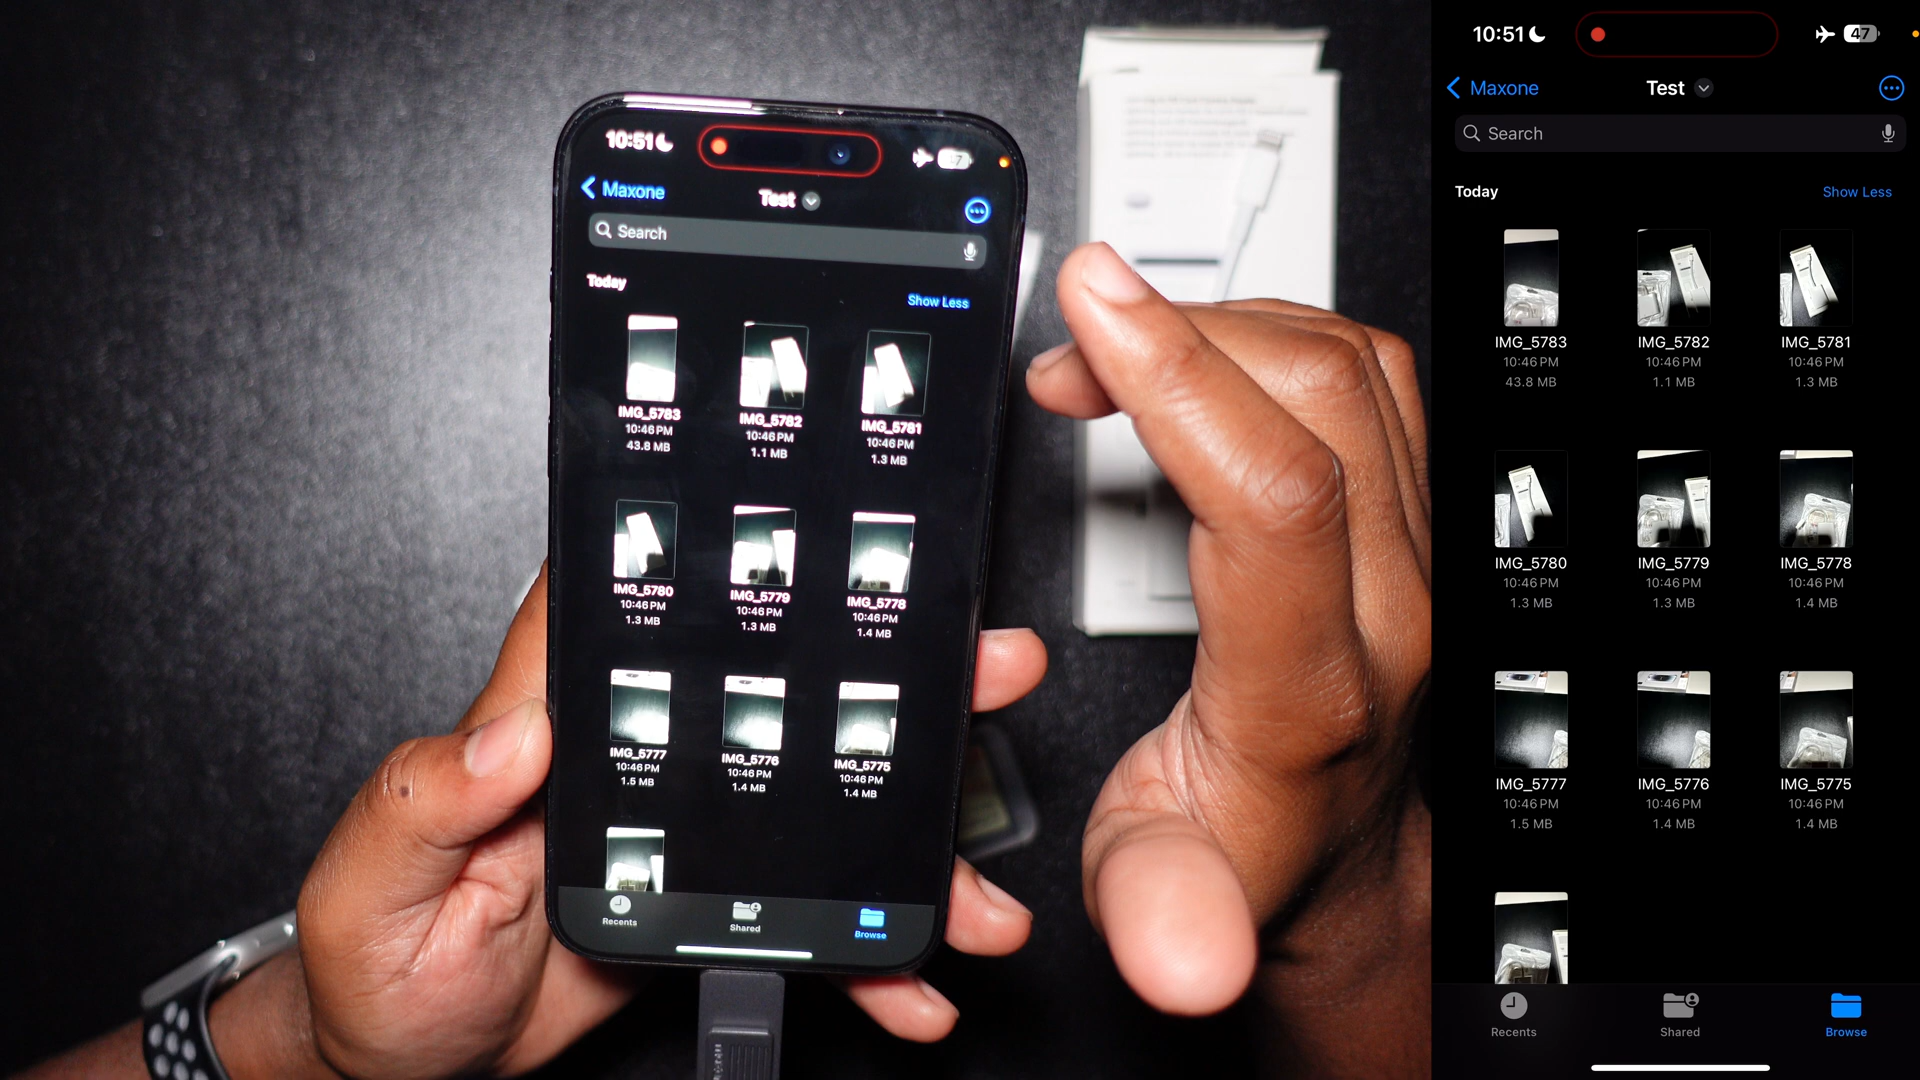 10:51
47
Maxone
Test
Search
Today
Show Less
IMG_5783
10:46 PM
43.8 MB
IMG_5782
10:46 PM
1.1 MB
IMG_5781
10:46 PM
1.3 MB
IMG_5780
10:46 PM
1.3 MB
IMG_5779
10:46 PM
1.3 MB
IMG_5778
10:46 PM
1.4 MB
IMG_5777
10:46 PM
1.5 MB
IMG_5776
10:46 PM
1.4 MB
IMG_5775
10:46 PM
1.4 MB
Recents
Shared
Browse
10:51
47
Maxone
Test
Search
Today
Show Less
IMG_5783
10:46 PM
43.8 MB
IMG_5782
10:46 PM
1.1 MB
IMG_5781
10:46 PM
1.3 MB
IMG_5780
10:46 PM
1.3 MB
IMG_5779
10:46 PM
1.3 MB
IMG_5778
10:46 PM
1.4 MB
IMG_5777
10:46 PM
1.5 MB
IMG_5776
10:46 PM
1.4 MB
IMG_5775
10:46 PM
1.4 MB
Recents
Shared
Browse